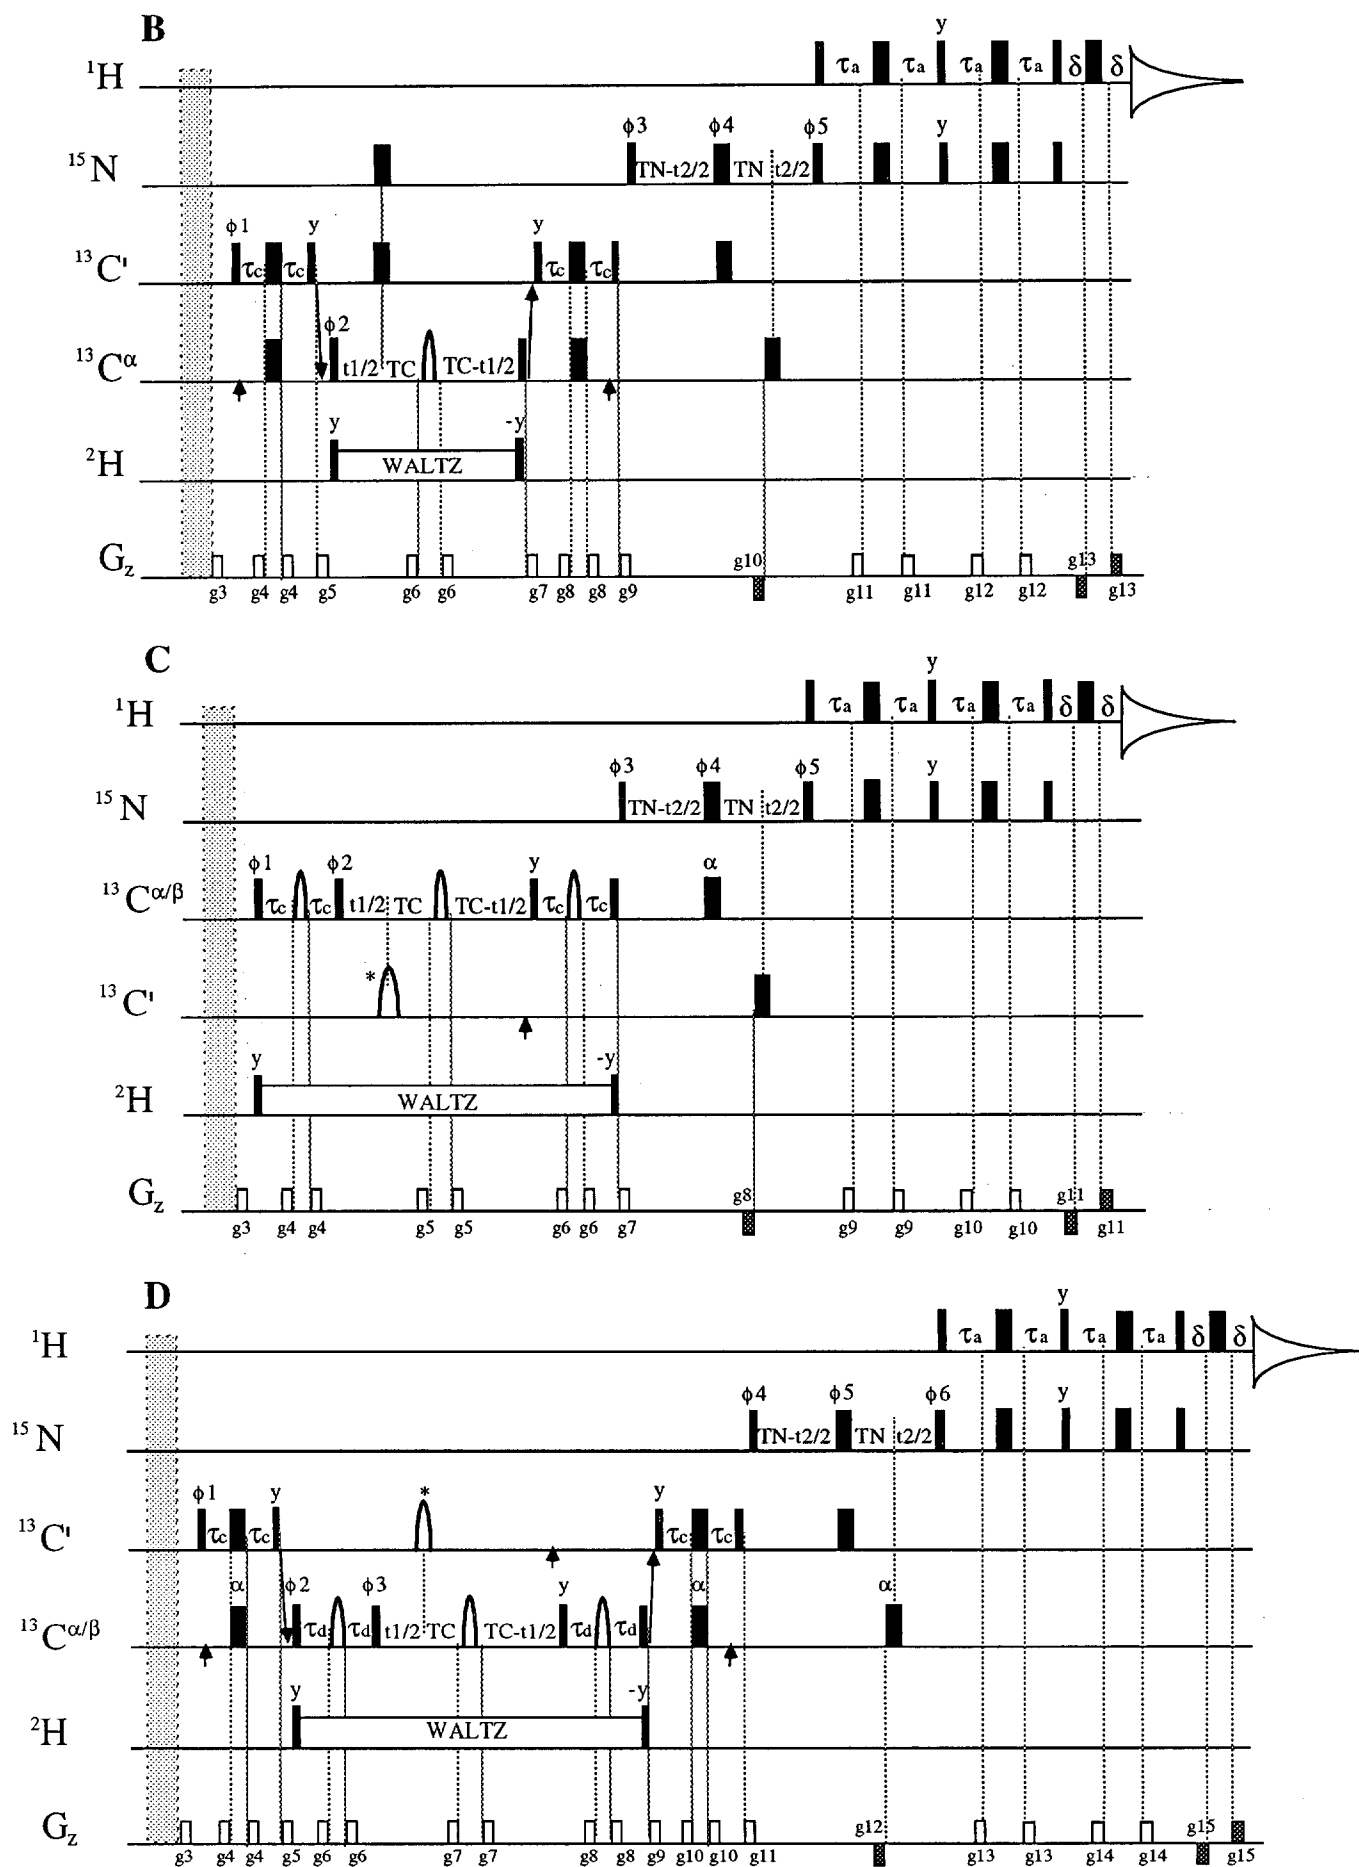 B
y
¹H τa τa τa τa δ δ
ϕ3 ϕ4 ϕ5 y
¹⁵N TN-t2/2 TN t2/2
ϕ1 y y
¹³C' τc τc τc τc
ϕ2
¹³Cα t1/2 TC TC-t1/2
y -y
²H WALTZ
g10 g13
Gz
g3 g4 g4 g5 g6 g6 g7 g8 g8 g9 g11 g11 g12 g12 g13
C
y
¹H τa τa τa τa δ δ
ϕ3 ϕ4 ϕ5 y
¹⁵N TN-t2/2 TN t2/2
ϕ1 ϕ2 y α
¹³Cα/β τc τc t1/2 TC TC-t1/2 τc τc
*
¹³C'
y -y
²H WALTZ
g8 g11
Gz
g3 g4 g4 g5 g5 g6 g6 g7 g9 g9 g10 g10 g11
D
y
¹H τa τa τa τa δ δ
ϕ4 ϕ5 ϕ6 y
¹⁵N TN-t2/2 TN t2/2
ϕ1 y * y
¹³C' τc τc τc τc
α ϕ2 ϕ3 y α α
¹³Cα/β τd τd t1/2 TC TC-t1/2 τd τd
y -y
²H WALTZ
g12 g15
Gz
g3 g4 g4 g5 g6 g6 g7 g7 g8 g8 g9 g10 g10 g11 g13 g13 g14 g14 g15